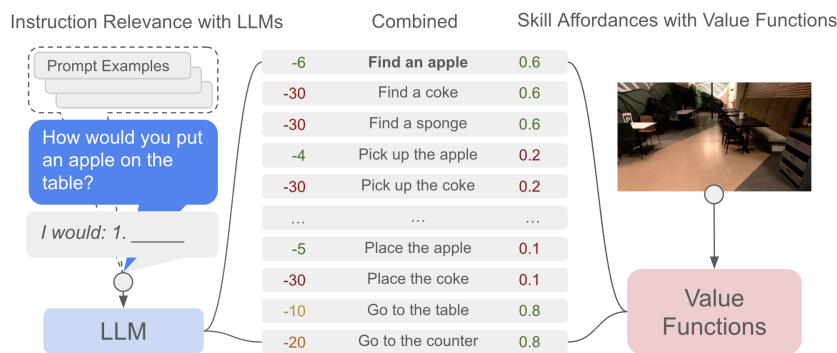 Instruction Relevance with LLMs
Combined
Skill Affordances with Value Functions
Prompt Examples
How would you put
an apple on the
table?
I would: 1. ______
LLM
-6 Find an apple 0.6
-30 Find a coke 0.6
-30 Find a sponge 0.6
-4 Pick up the apple 0.2
-30 Pick up the coke 0.2
... ... ...
-5 Place the apple 0.1
-30 Place the coke 0.1
-10 Go to the table 0.8
-20 Go to the counter 0.8
Value
Functions